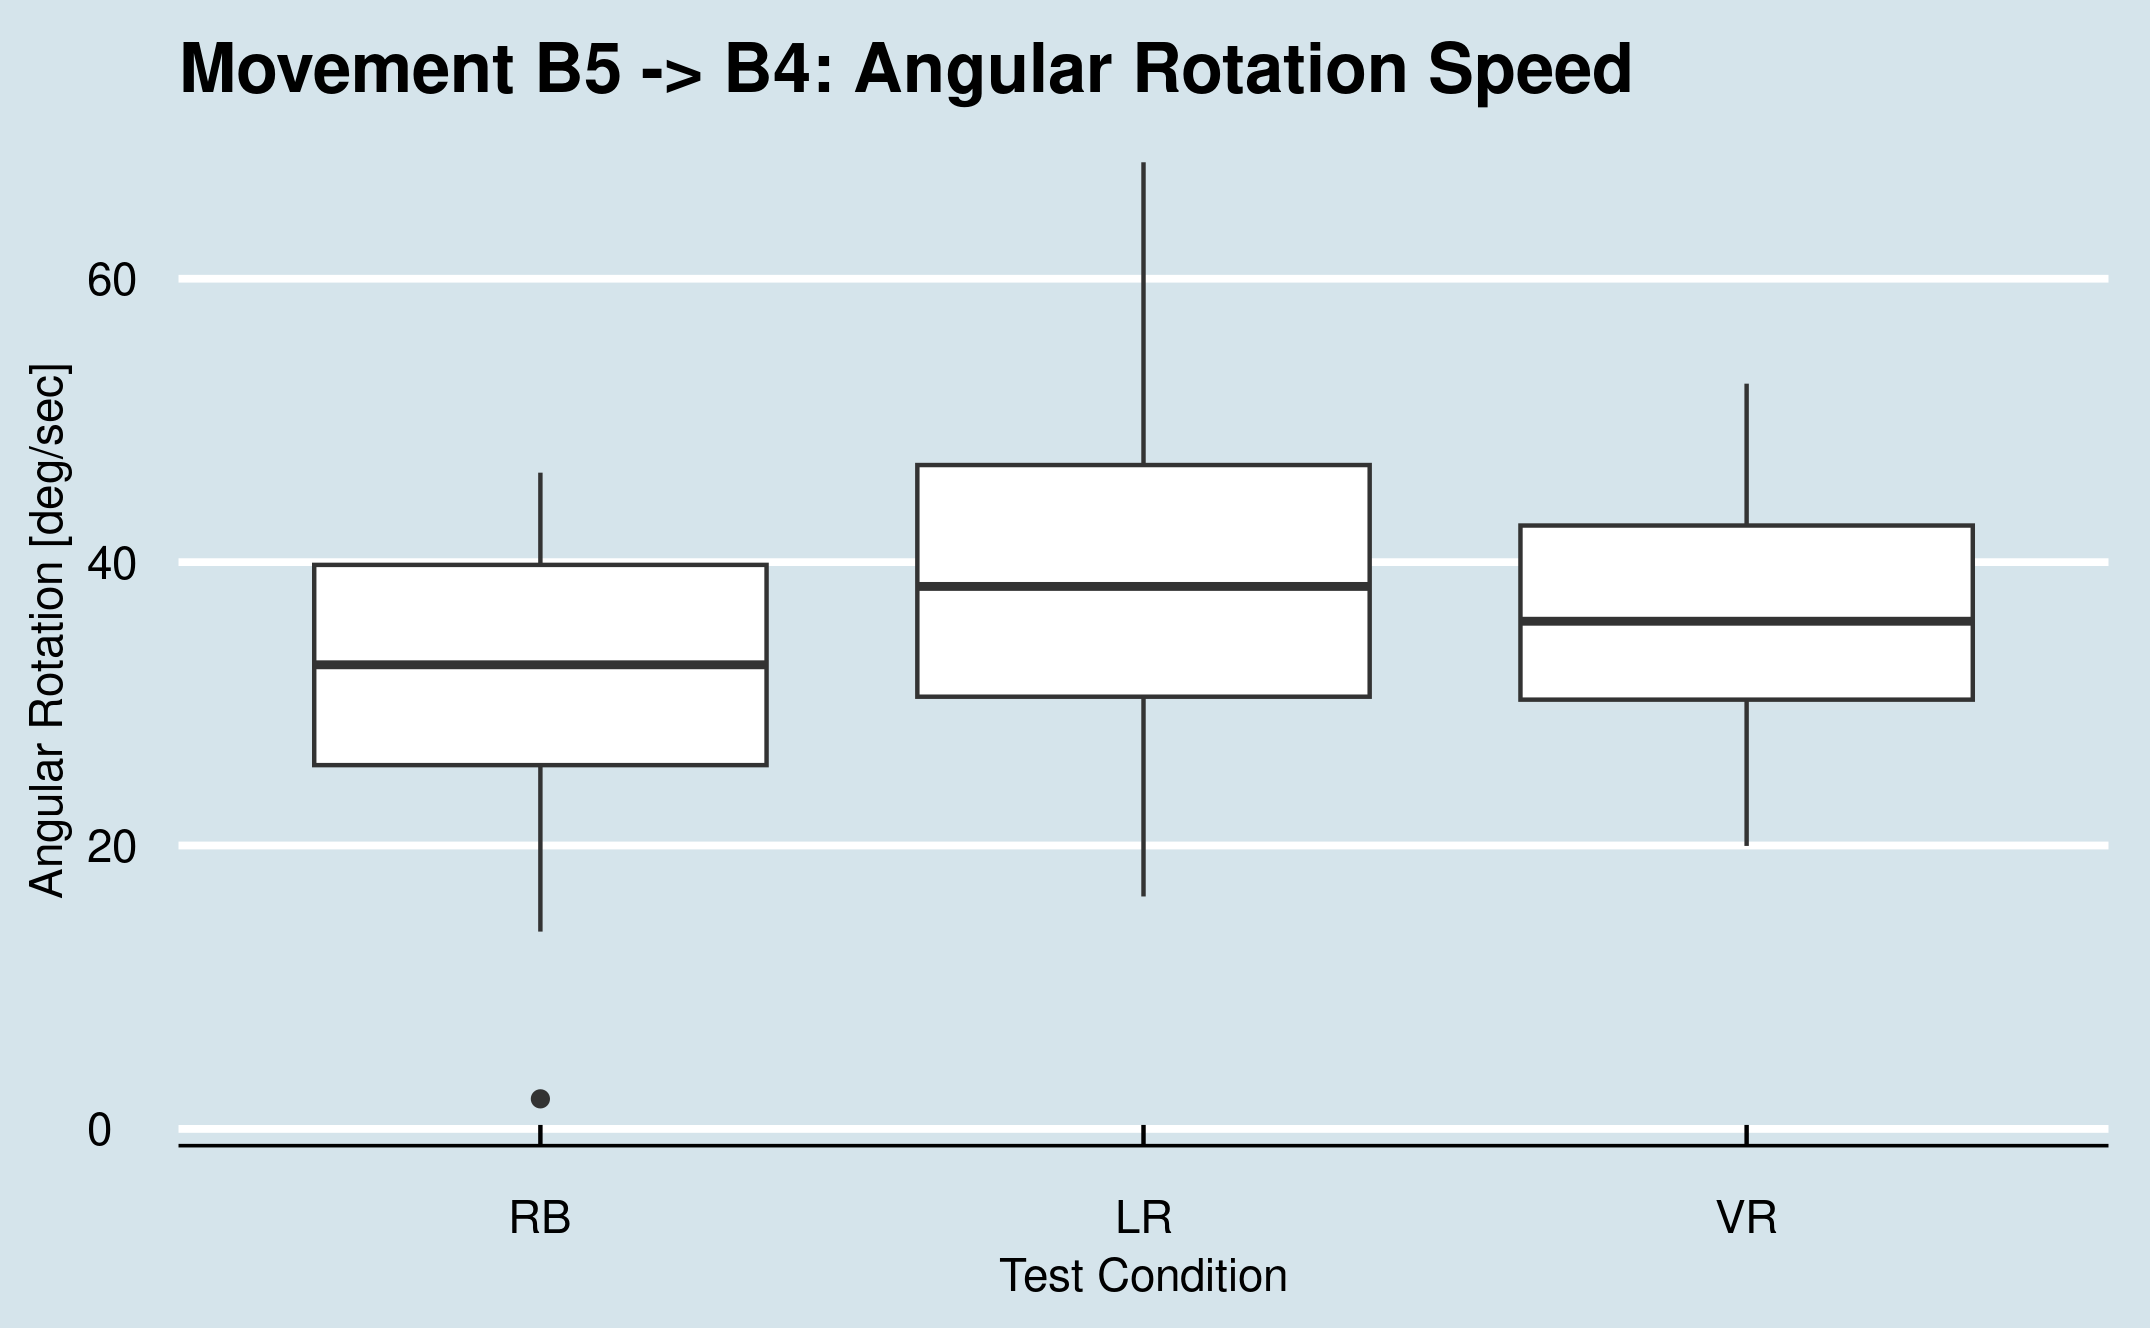 Movement B5 -> B4: Angular Rotation Speed
Angular Rotation [deg/sec]
60
40
20
0
RB LR VR
Test Condition